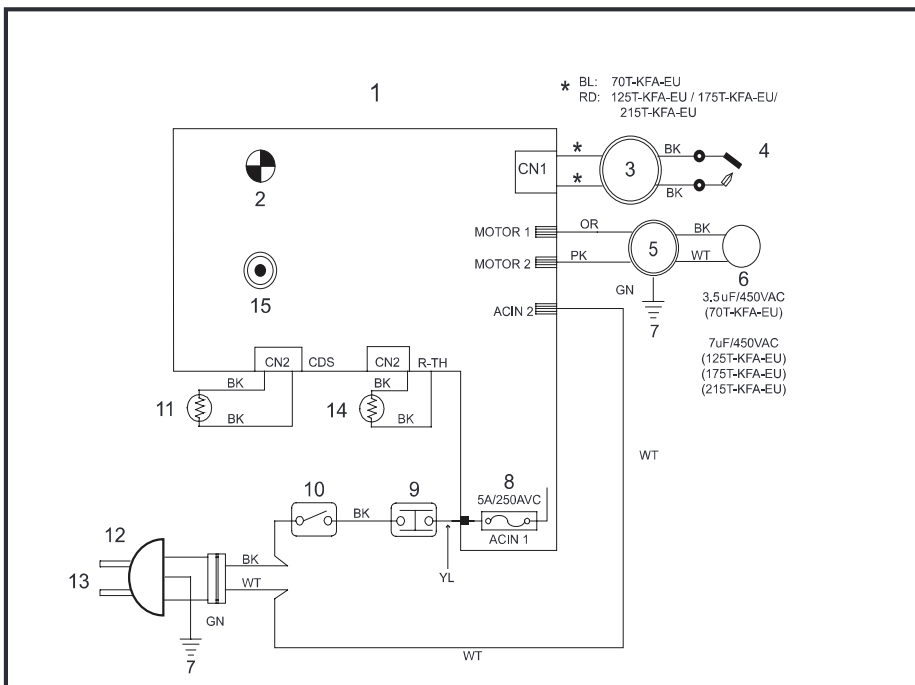 * BL: 70T-KFA-EU
RD: 125T-KFA-EU / 175T-KFA-EU/
215T-KFA-EU
1
2
CN1
*
*
3
BK
BK
4
MOTOR 1
OR
MOTOR 2
PK
5
BK
WT
6
GN
7
3.5 uF/450VAC
(70T-KFA-EU)
7uF/450VAC
(125T-KFA-EU)
(175T-KFA-EU)
(215T-KFA-EU)
15
ACIN 2
CN2
CDS
CN2
R-TH
BK
BK
11
BK
BK
14
WT
8
5A/250AVC
ACIN 1
10
BK
9
YL
12
13
BK
WT
GN
7
WT